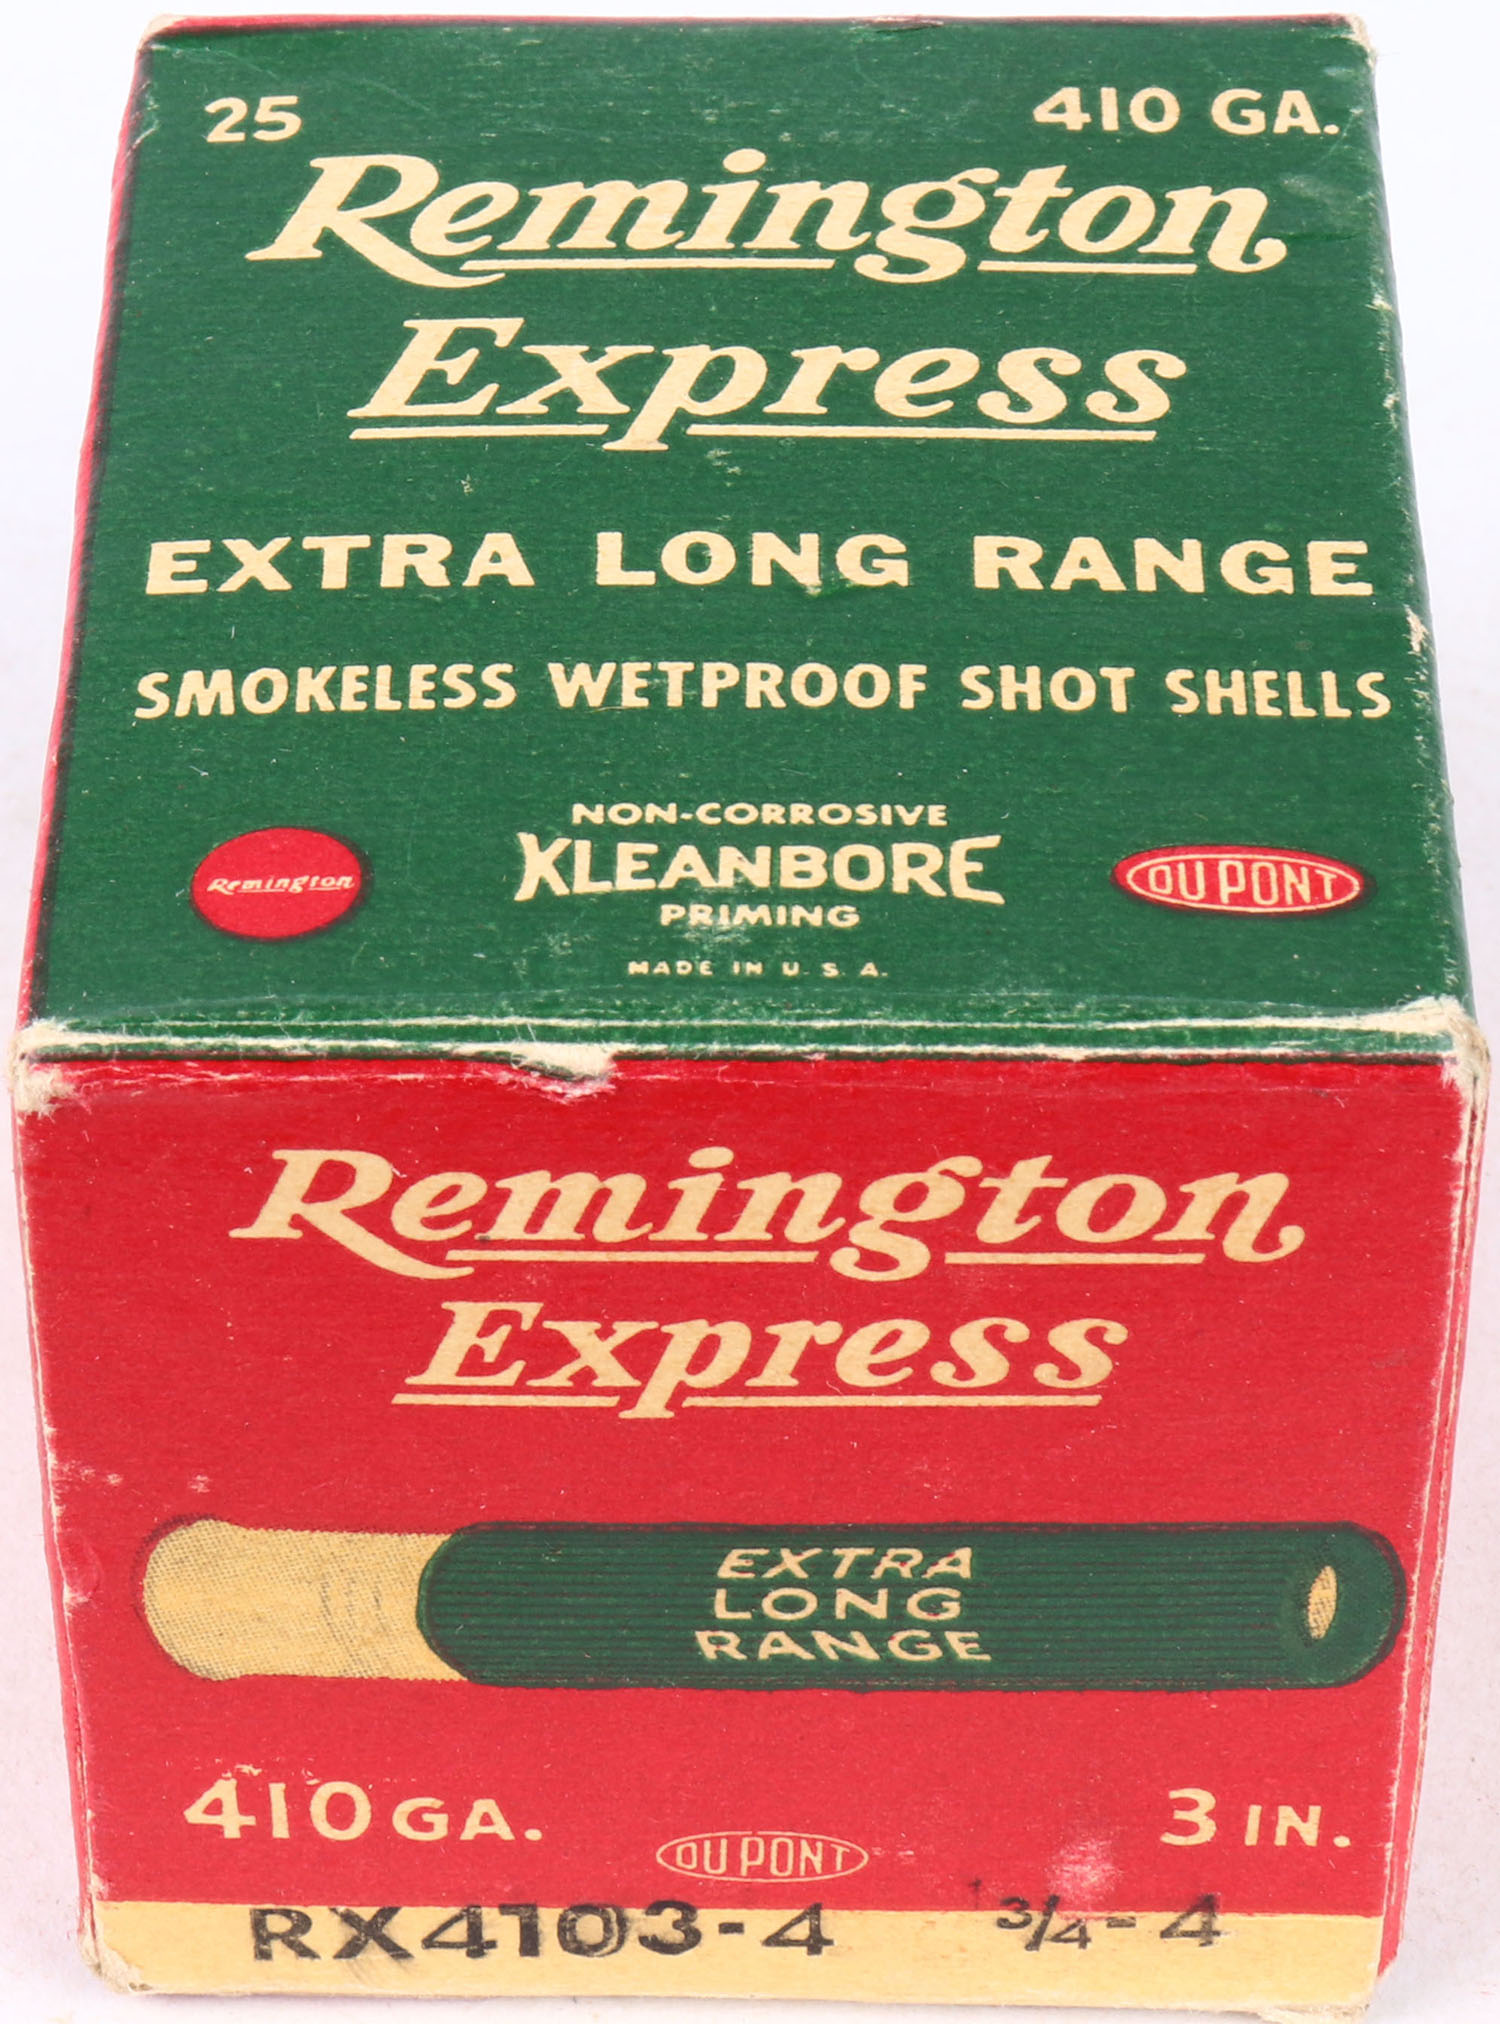 25 410 GA.
Remington
Express
EXTRA LONG RANGE
SMOKELESS WETPROOF SHOT SHELLS
NON-CORROSIVE
Remington KLEANBORE DU PONT
PRIMING
MADE IN U. S. A.
Remington
Express
EXTRA
LONG
RANGE
410 GA. 3 IN.
DU PONT
RX4103-4 3/4-4